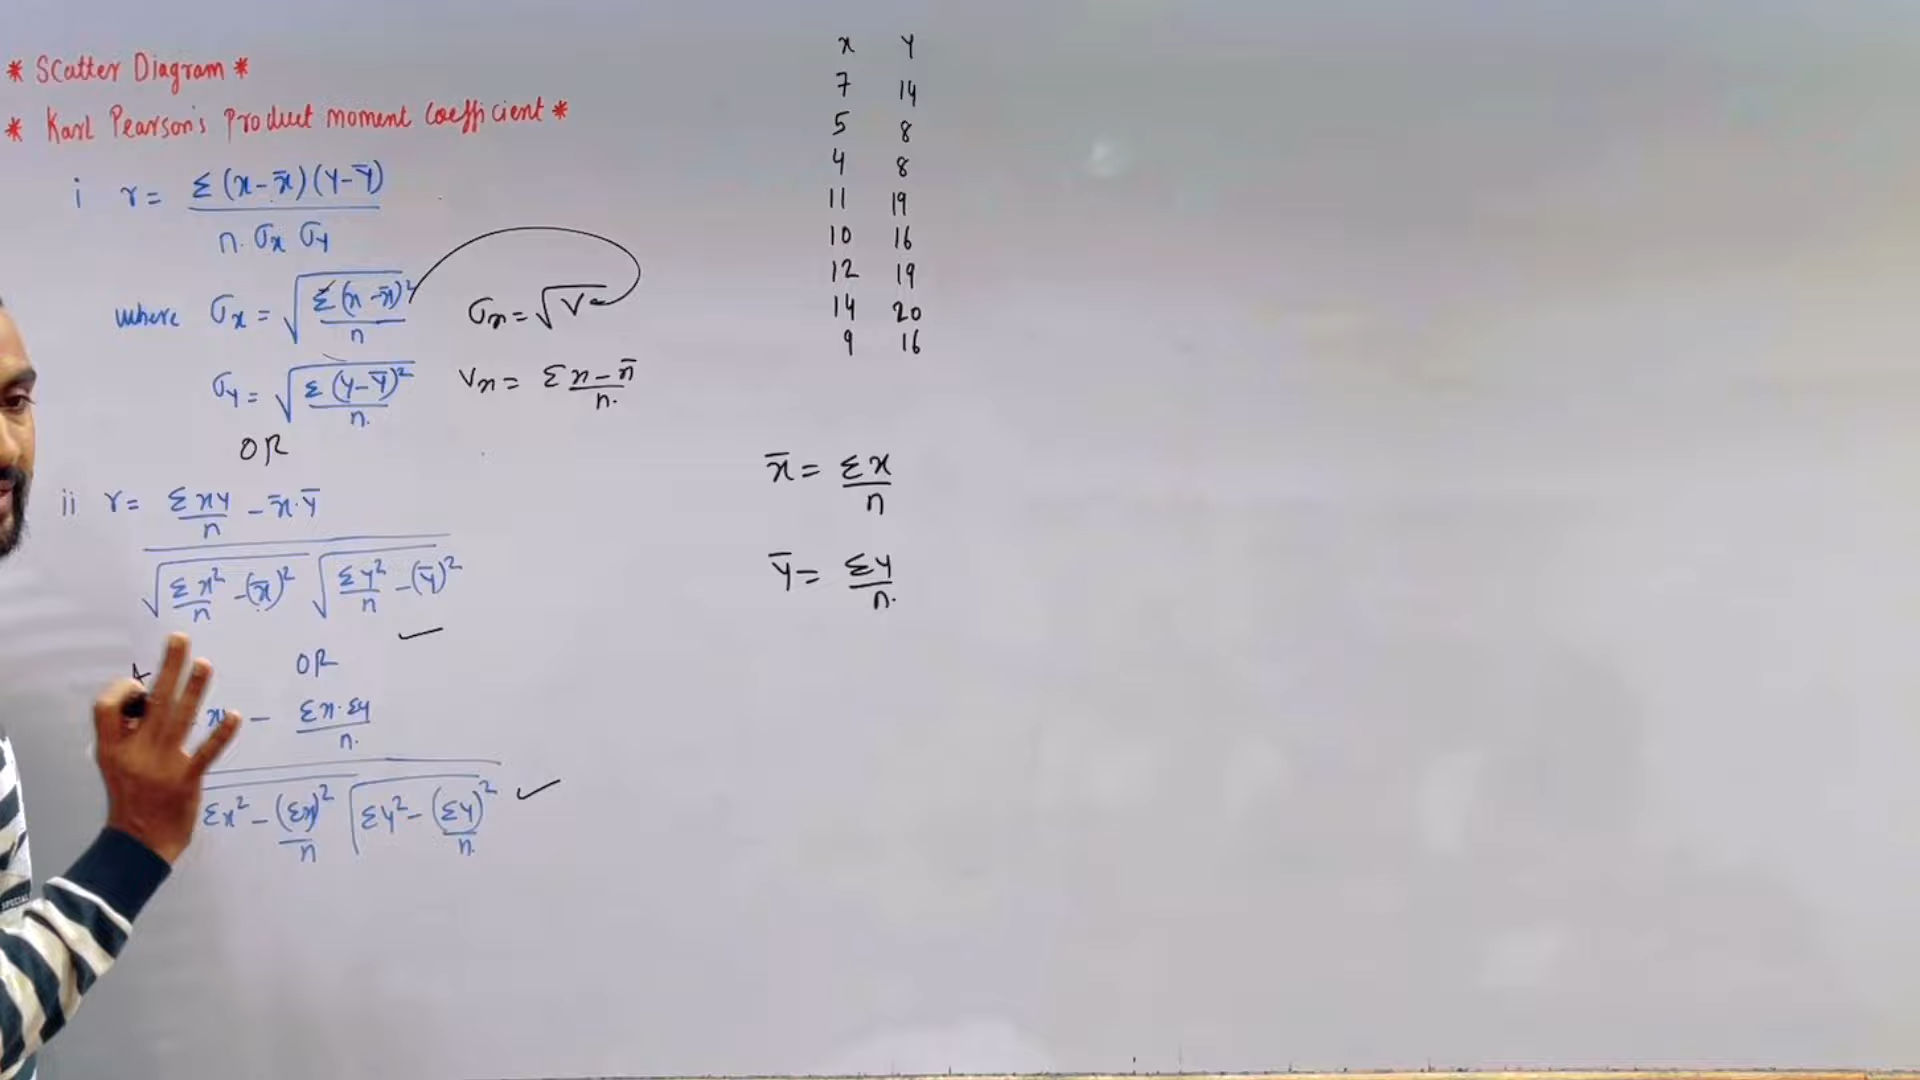 * Scatter Diagram *
* Karl Pearson's product moment coefficient *
i r = Σ(x-x̄)(y-ȳ)
n. σx σy
where σx = √Σ(x-x̄)²
n
σx = √V
σy = √Σ(y-ȳ)²
n.
Vx = Σ x-x̄
n.
OR
ii r = Σxy/n - x̄.ȳ
√Σx²/n - (x̄)² √Σy²/n - (ȳ)²
OR
- Σx.Σy
n.
Σx² - (Σx)²/n √Σy² - (Σy)²/n.
x y
7 14
5 8
4 8
11 19
10 16
12 19
14 20
9 16
x̄ = Σx
n
ȳ = Σy
n.
SPECIAL